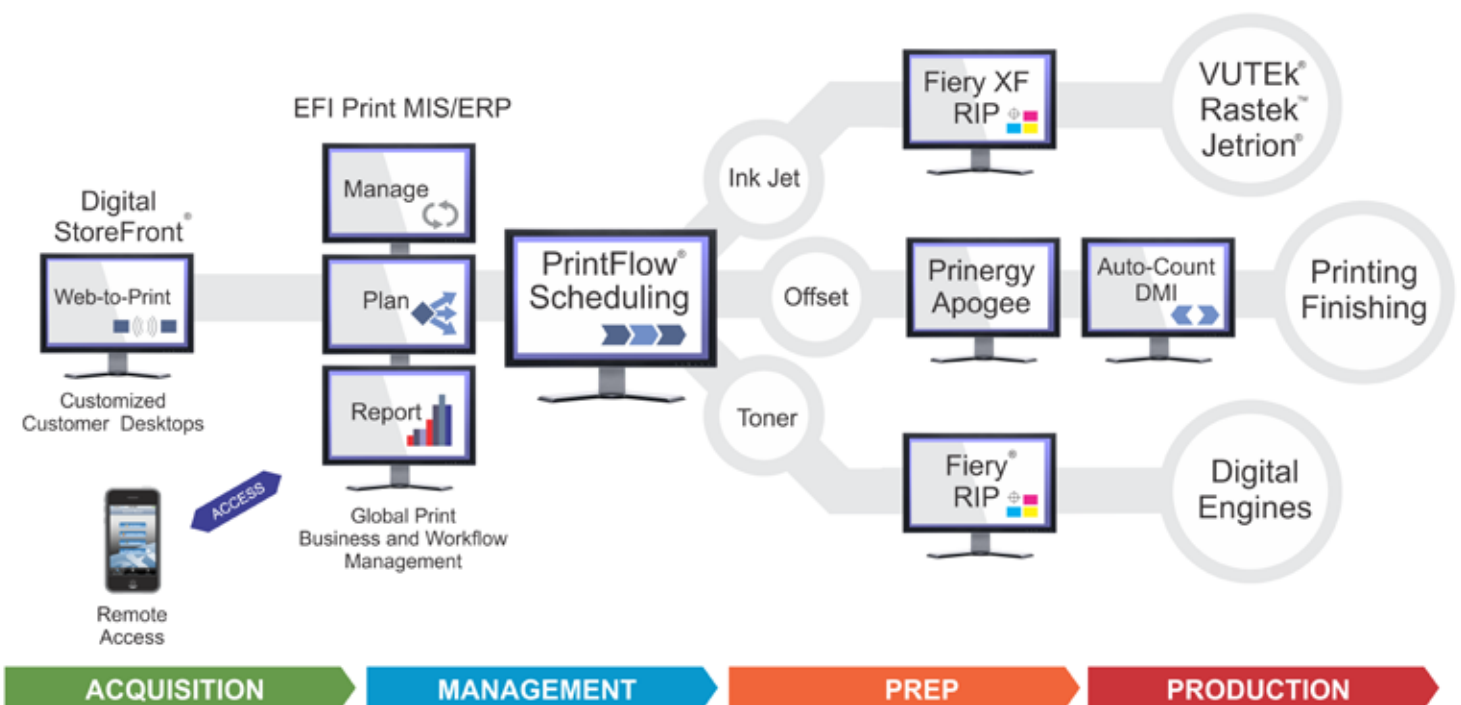 EFI Print MIS/ERP
Digital
StoreFront®
Web-to-Print
Customized
Customer Desktops
Manage
Plan
Report
Global Print
Business and Workflow
Management
ACCESS
Remote
Access
PrintFlow®
Scheduling
Ink Jet
Offset
Toner
Fiery XF
RIP
VUTEk®
Rastek™
Jetrion®
Prinergy
Apogee
Auto-Count
DMI
Printing
Finishing
Fiery®
RIP
Digital
Engines
ACQUISITION
MANAGEMENT
PREP
PRODUCTION